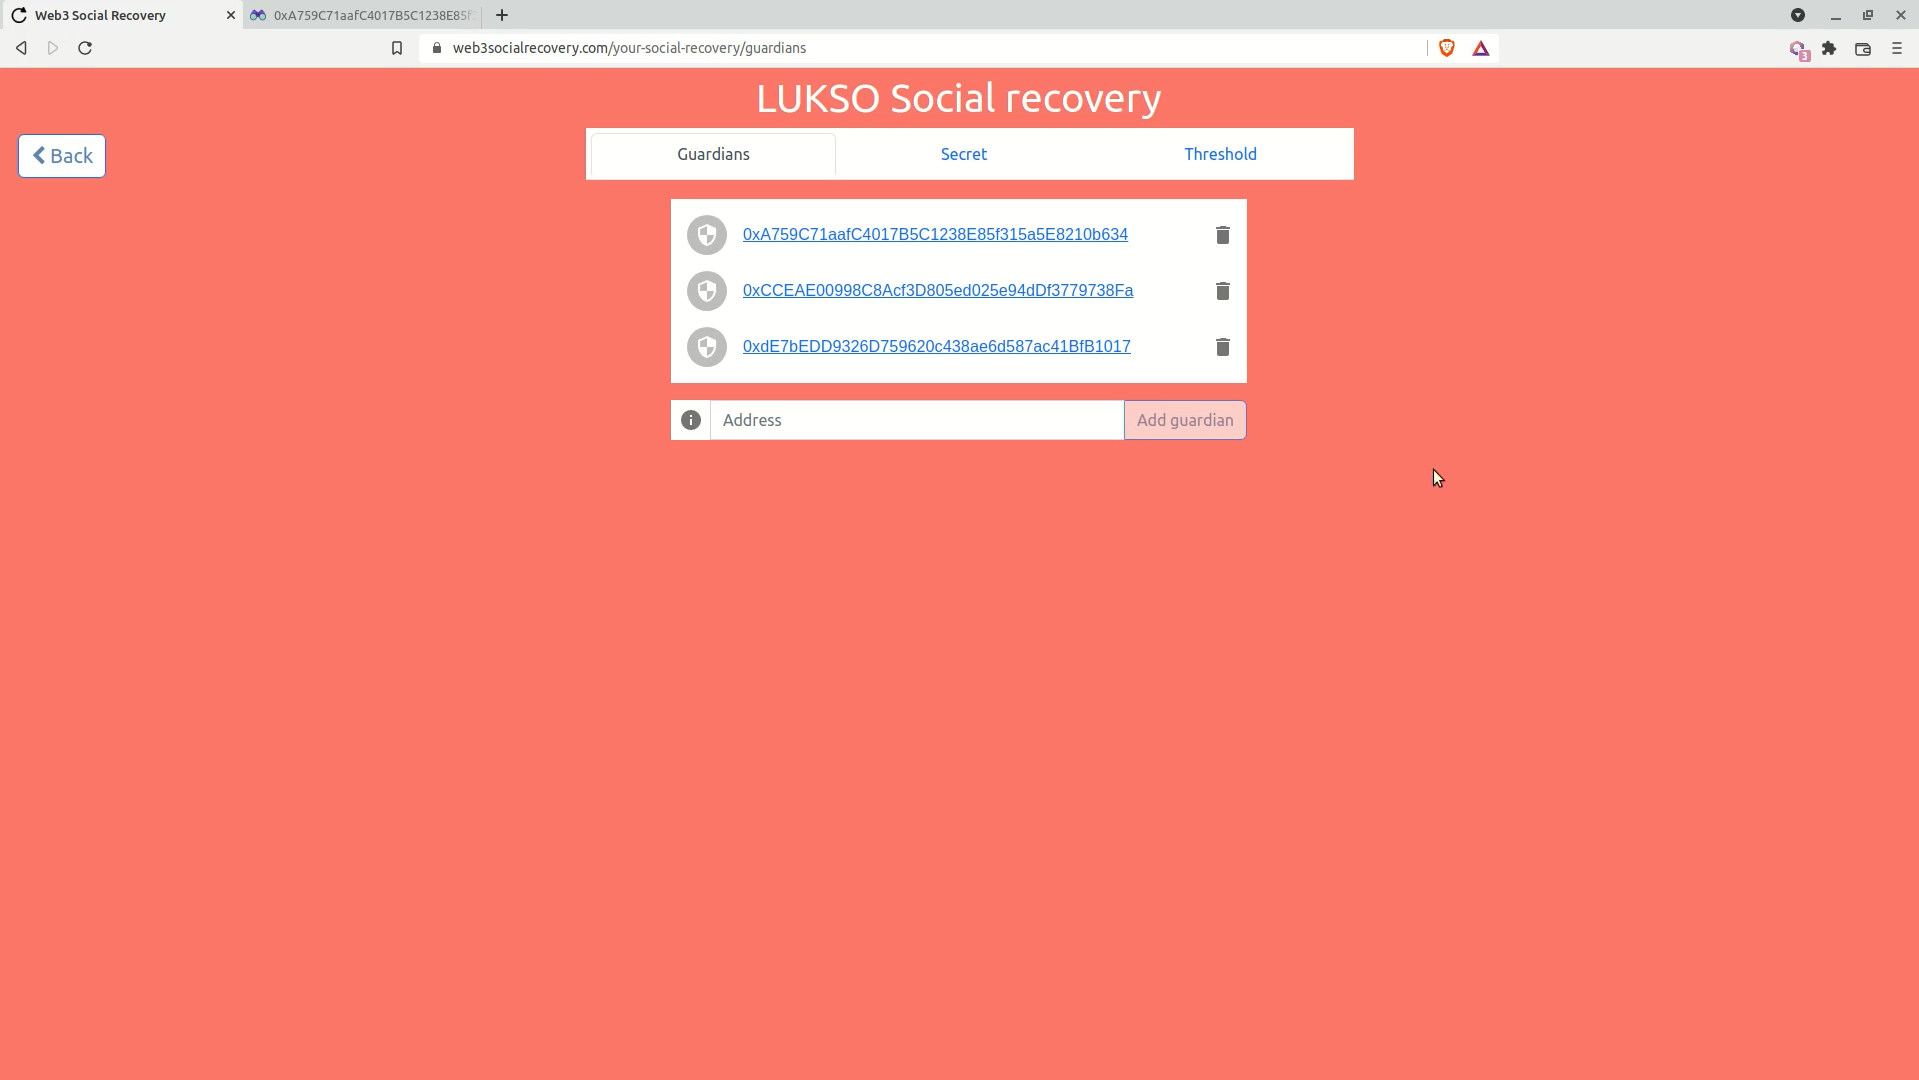 Web3 Social Recovery
0xA759C71aafC4017B5C1238E85f
web3socialrecovery.com/your-social-recovery/guardians
3
LUKSO Social recovery
Back
Guardians
Secret
Threshold
0xA759C71aafC4017B5C1238E85f315a5E8210b634
0xCCEAE00998C8Acf3D805ed025e94dDf3779738Fa
0xdE7bEDD9326D759620c438ae6d587ac41BfB1017
Address
Add guardian